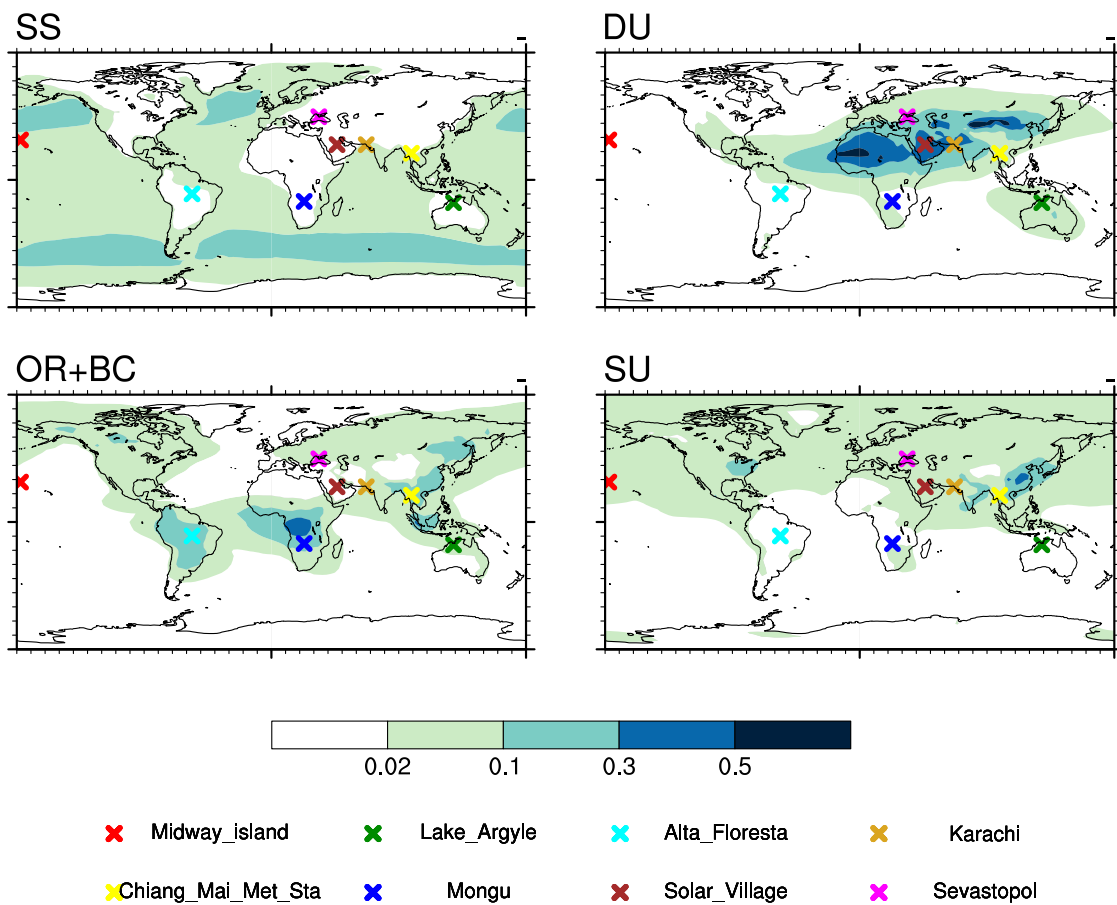 SS
-
DU
-
OR+BC
-
SU
-
0.02 0.1 0.3 0.5
Midway_island Lake_Argyle Alta_Floresta Karachi
Chiang_Mai_Met_Sta Mongu Solar_Village Sevastopol